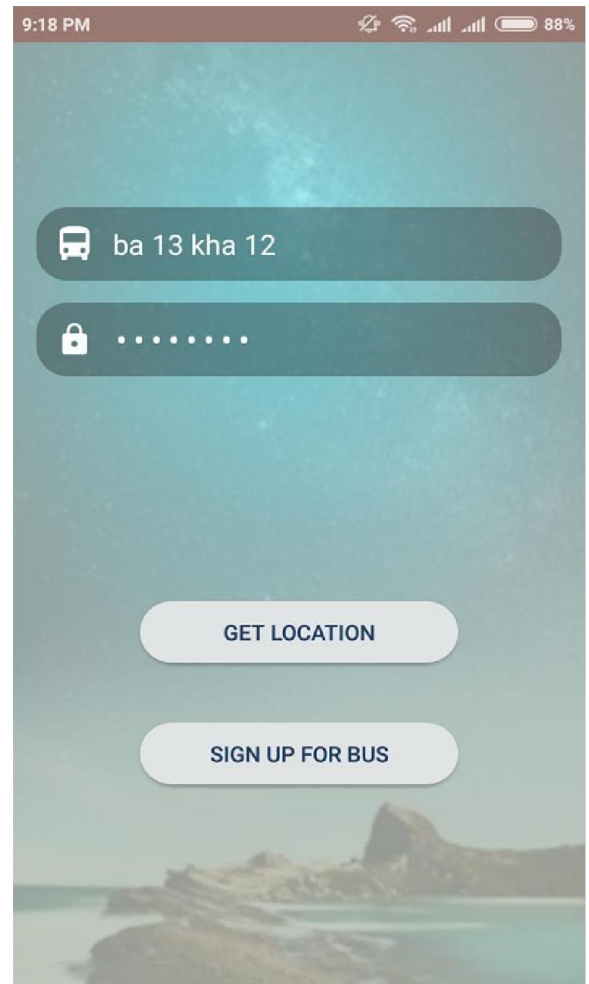 9:18 PM 88%
ba 13 kha 12
••••••••
GET LOCATION
SIGN UP FOR BUS